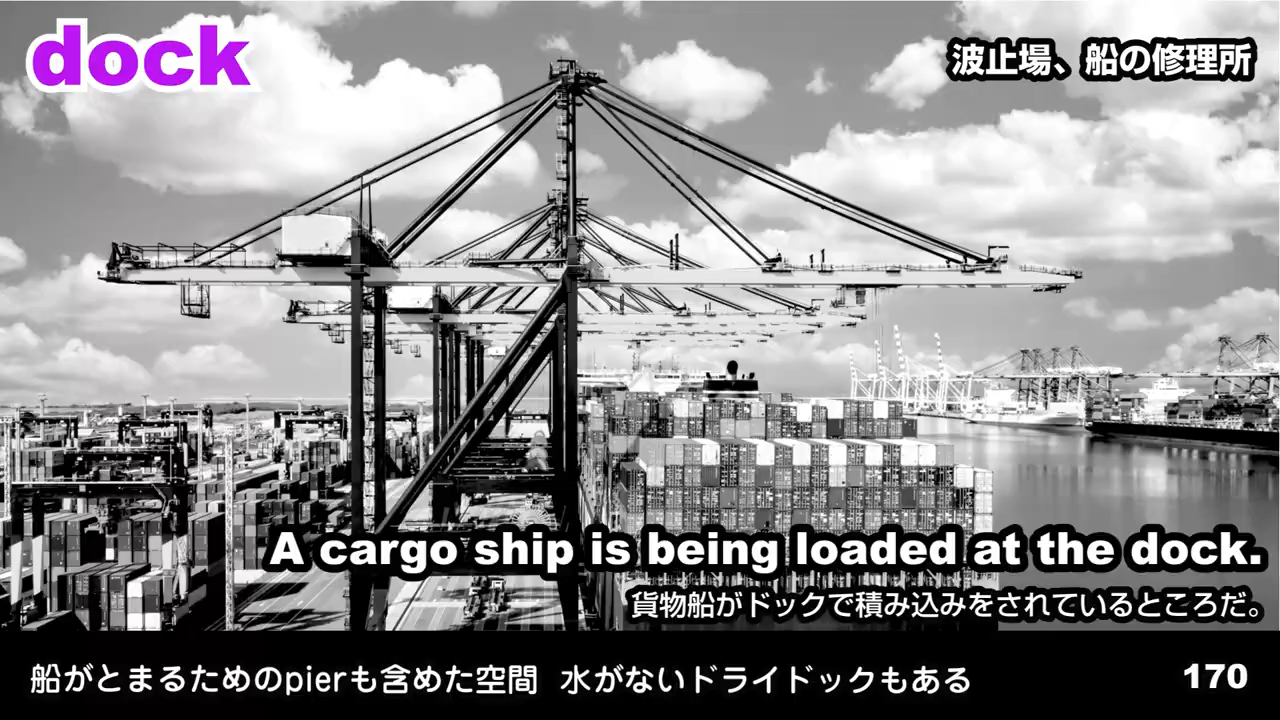 dock
波止場、船の修理所
A cargo ship is being loaded at the dock.
貨物船がドックで積み込みをされているところだ。
船がとまるためのpierも含めた空間 水がないドライドックもある
170